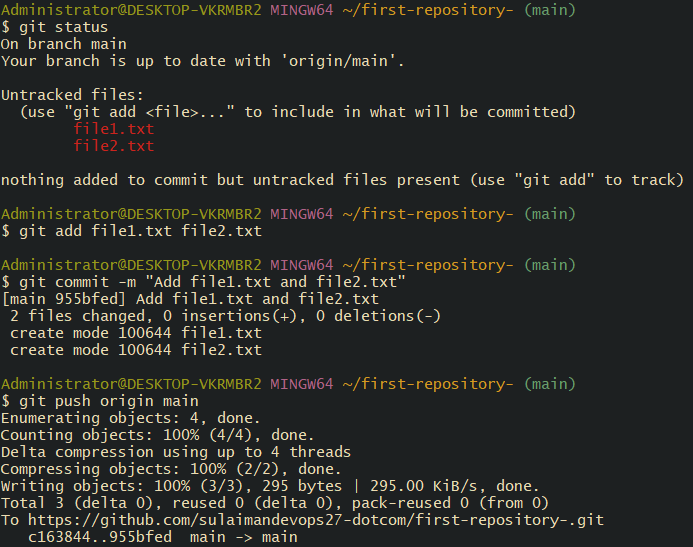 Administrator@DESKTOP-VKRMBR2 MINGW64 ~/first-repository- (main)
$ git status
On branch main
Your branch is up to date with 'origin/main'.

Untracked files:
  (use "git add <file>..." to include in what will be committed)
        file1.txt
        file2.txt

nothing added to commit but untracked files present (use "git add" to track)

Administrator@DESKTOP-VKRMBR2 MINGW64 ~/first-repository- (main)
$ git add file1.txt file2.txt

Administrator@DESKTOP-VKRMBR2 MINGW64 ~/first-repository- (main)
$ git commit -m "Add file1.txt and file2.txt"
[main 955bfed] Add file1.txt and file2.txt
 2 files changed, 0 insertions(+), 0 deletions(-)
 create mode 100644 file1.txt
 create mode 100644 file2.txt

Administrator@DESKTOP-VKRMBR2 MINGW64 ~/first-repository- (main)
$ git push origin main
Enumerating objects: 4, done.
Counting objects: 100% (4/4), done.
Delta compression using up to 4 threads
Compressing objects: 100% (2/2), done.
Writing objects: 100% (3/3), 295 bytes | 295.00 KiB/s, done.
Total 3 (delta 0), reused 0 (delta 0), pack-reused 0 (from 0)
To https://github.com/sulaimandevops27-dotcom/first-repository-.git
   c163844..955bfed  main -> main